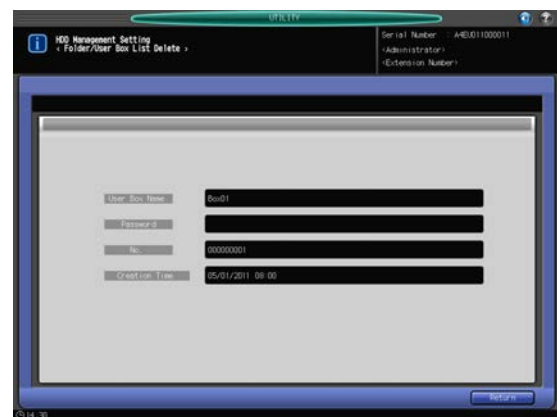 UTILITY
HDD Management Setting
< Folder/User Box List Delete >
Serial Number : A4EU011000011
<Administrator>
<Extension Number>
User Box Name
Box01
Password
No.
000000001
Creation Time
05/01/2011 08:00
Return
14:30